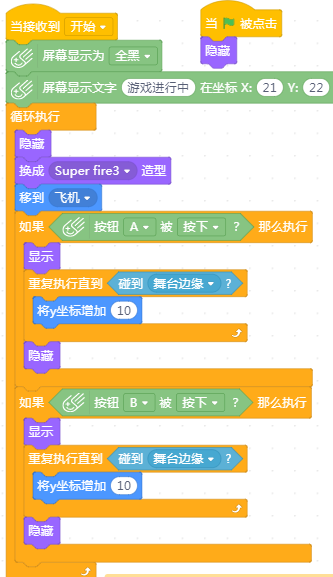 当接收到 开始
当 被点击
隐藏
屏幕显示为 全黑
屏幕显示文字 游戏进行中 在坐标 X: 21 Y: 22
循环执行
隐藏
换成 Super fire3 造型
移到 飞机
如果 按钮 A 被 按下 ? 那么执行
显示
重复执行直到 碰到 舞台边缘 ?
将y坐标增加 10
隐藏
如果 按钮 B 被 按下 ? 那么执行
显示
重复执行直到 碰到 舞台边缘 ?
将y坐标增加 10
隐藏